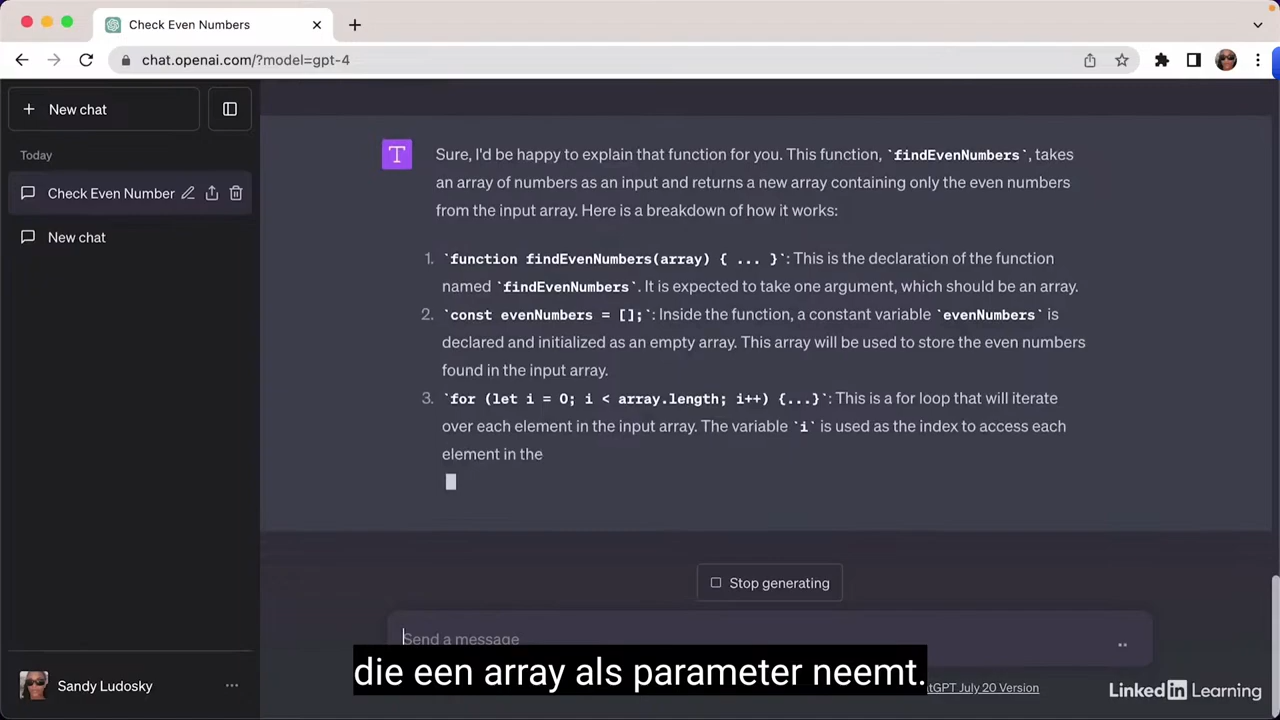 Check Even Numbers
chat.openai.com/?model=gpt-4
New chat
Today
Check Even Number
New chat
T
Sure, I'd be happy to explain that function for you. This function, `findEvenNumbers`, takes
an array of numbers as an input and returns a new array containing only the even numbers
from the input array. Here is a breakdown of how it works:
1. `function findEvenNumbers(array) { ... }`: This is the declaration of the function
named `findEvenNumbers`. It is expected to take one argument, which should be an array.
2. `const evenNumbers = [];`: Inside the function, a constant variable `evenNumbers` is
declared and initialized as an empty array. This array will be used to store the even numbers
found in the input array.
3. `for (let i = 0; i < array.length; i++) {...}`: This is a for loop that will iterate
over each element in the input array. The variable `i` is used as the index to access each
element in the
Stop generating
Send a message
die een array als parameter neemt.
Sandy Ludosky
GPT July 20 Version
LinkedIn Learning